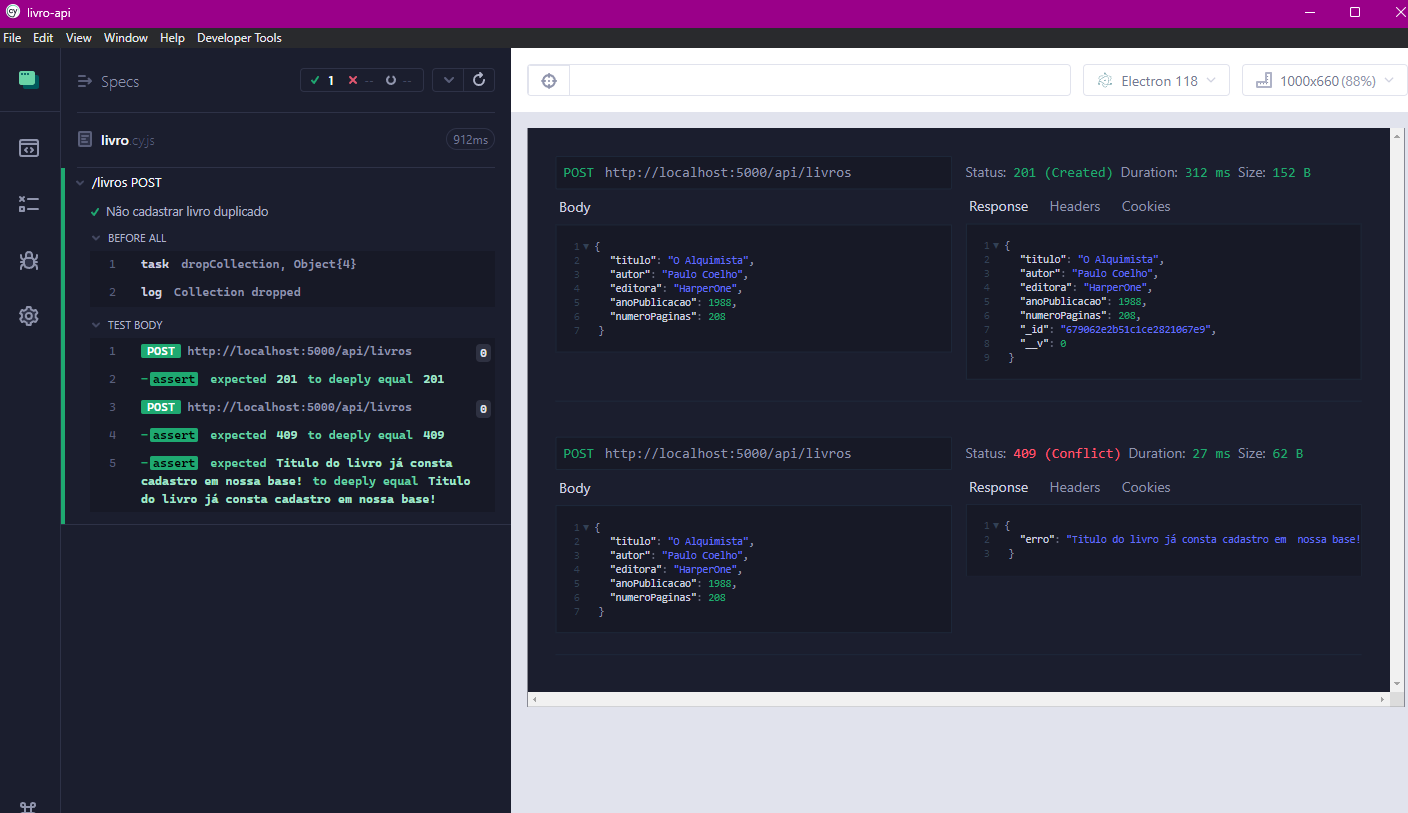 livro-api
File Edit View Window Help Developer Tools
Specs
1 -- --
livro.cy.js 912ms
/livros POST
Não cadastrar livro duplicado
BEFORE ALL
1 task dropCollection, Object{4}
2 log Collection dropped
TEST BODY
1 POST http://localhost:5000/api/livros 0
2 -assert expected 201 to deeply equal 201
3 POST http://localhost:5000/api/livros 0
4 -assert expected 409 to deeply equal 409
5 -assert expected Titulo do livro já consta
cadastro em nossa base! to deeply equal Titulo
do livro já consta cadastro em nossa base!
Electron 118
1000x660 (88%)
POST http://localhost:5000/api/livros
Body
1 {
2 "titulo": "O Alquimista",
3 "autor": "Paulo Coelho",
4 "editora": "HarperOne",
5 "anoPublicacao": 1988,
6 "numeroPaginas": 208
7 }
Status: 201 (Created) Duration: 312 ms Size: 152 B
Response Headers Cookies
1 {
2 "titulo": "O Alquimista",
3 "autor": "Paulo Coelho",
4 "editora": "HarperOne",
5 "anoPublicacao": 1988,
6 "numeroPaginas": 208,
7 "_id": "679062e2b51c1ce2821067e9",
8 "__v": 0
9 }
POST http://localhost:5000/api/livros
Body
1 {
2 "titulo": "O Alquimista",
3 "autor": "Paulo Coelho",
4 "editora": "HarperOne",
5 "anoPublicacao": 1988,
6 "numeroPaginas": 208
7 }
Status: 409 (Conflict) Duration: 27 ms Size: 62 B
Response Headers Cookies
1 {
2 "erro": "Titulo do livro já consta cadastro em nossa base!
3 }